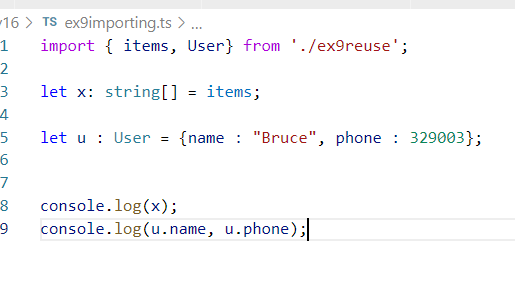 v16 > TS ex9importing.ts > ...
1 import { items, User} from './ex9reuse';
2
3 let x: string[] = items;
4
5 let u : User = {name : "Bruce", phone : 329003};
6
7
8 console.log(x);
9 console.log(u.name, u.phone);